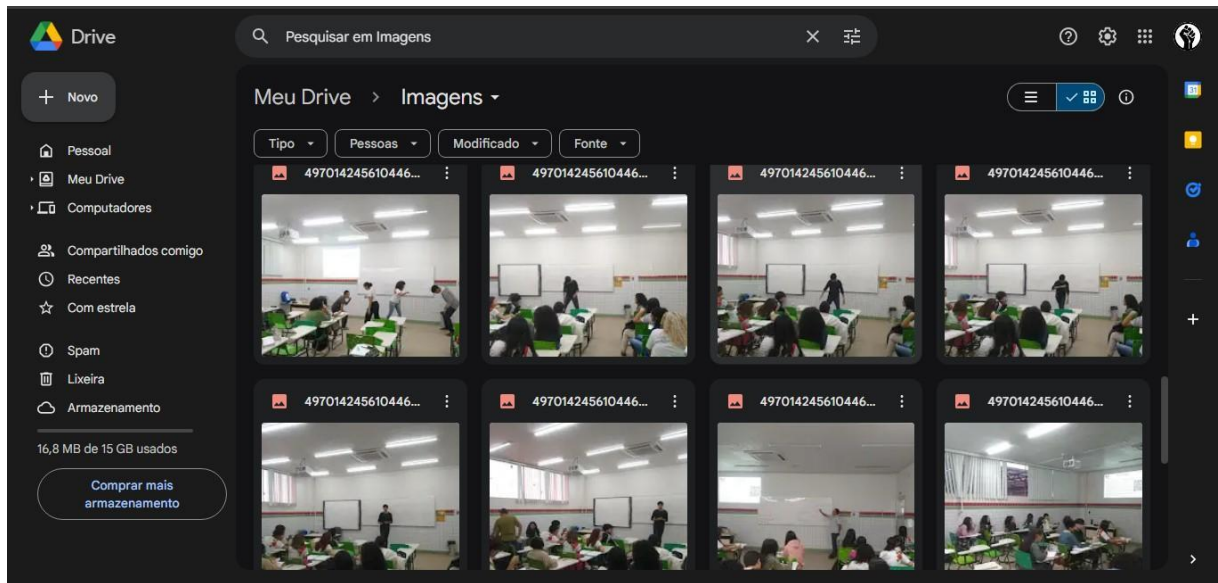 Drive
Pesquisar em Imagens
Novo
Meu Drive > Imagens
Tipo
Pessoas
Modificado
Fonte
Pessoal
Meu Drive
Computadores
Compartilhados comigo
Recentes
Com estrela
Spam
Lixeira
Armazenamento
16,8 MB de 15 GB usados
Comprar mais
armazenamento
497014245610446...
497014245610446...
497014245610446...
497014245610446...
497014245610446...
497014245610446...
497014245610446...
497014245610446...
31